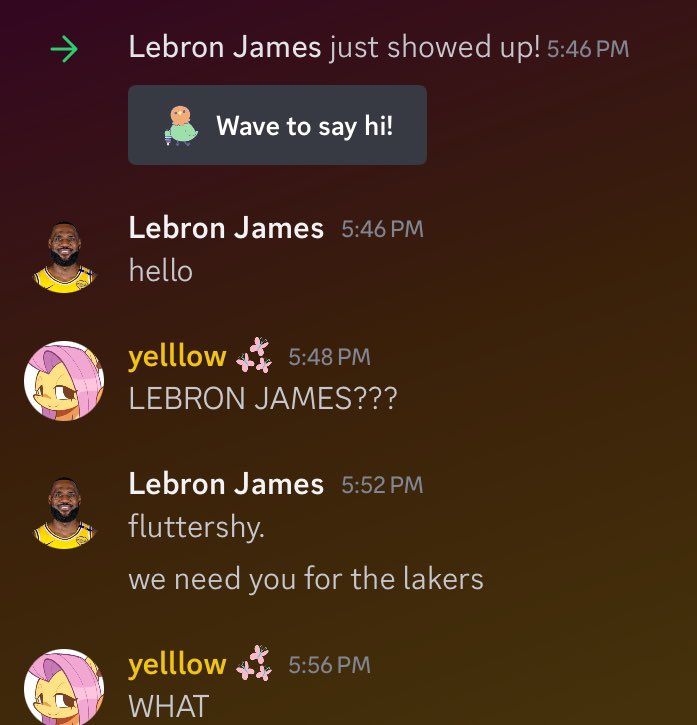 Lebron James just showed up! 5:46 PM
Wave to say hi!
Lebron James 5:46 PM
hello
yelllow 5:48 PM
LEBRON JAMES???
Lebron James 5:52 PM
fluttershy.
we need you for the lakers
yelllow 5:56 PM
WHAT